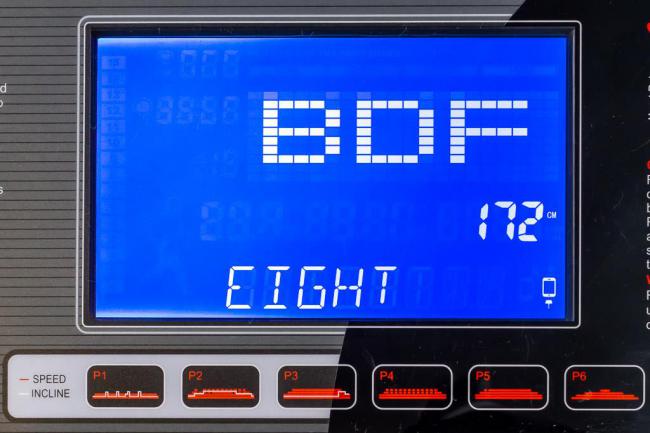 BDF
172 CM
EIGHT
SPEED
INCLINE
P1 P2 P3 P4 P5 P6